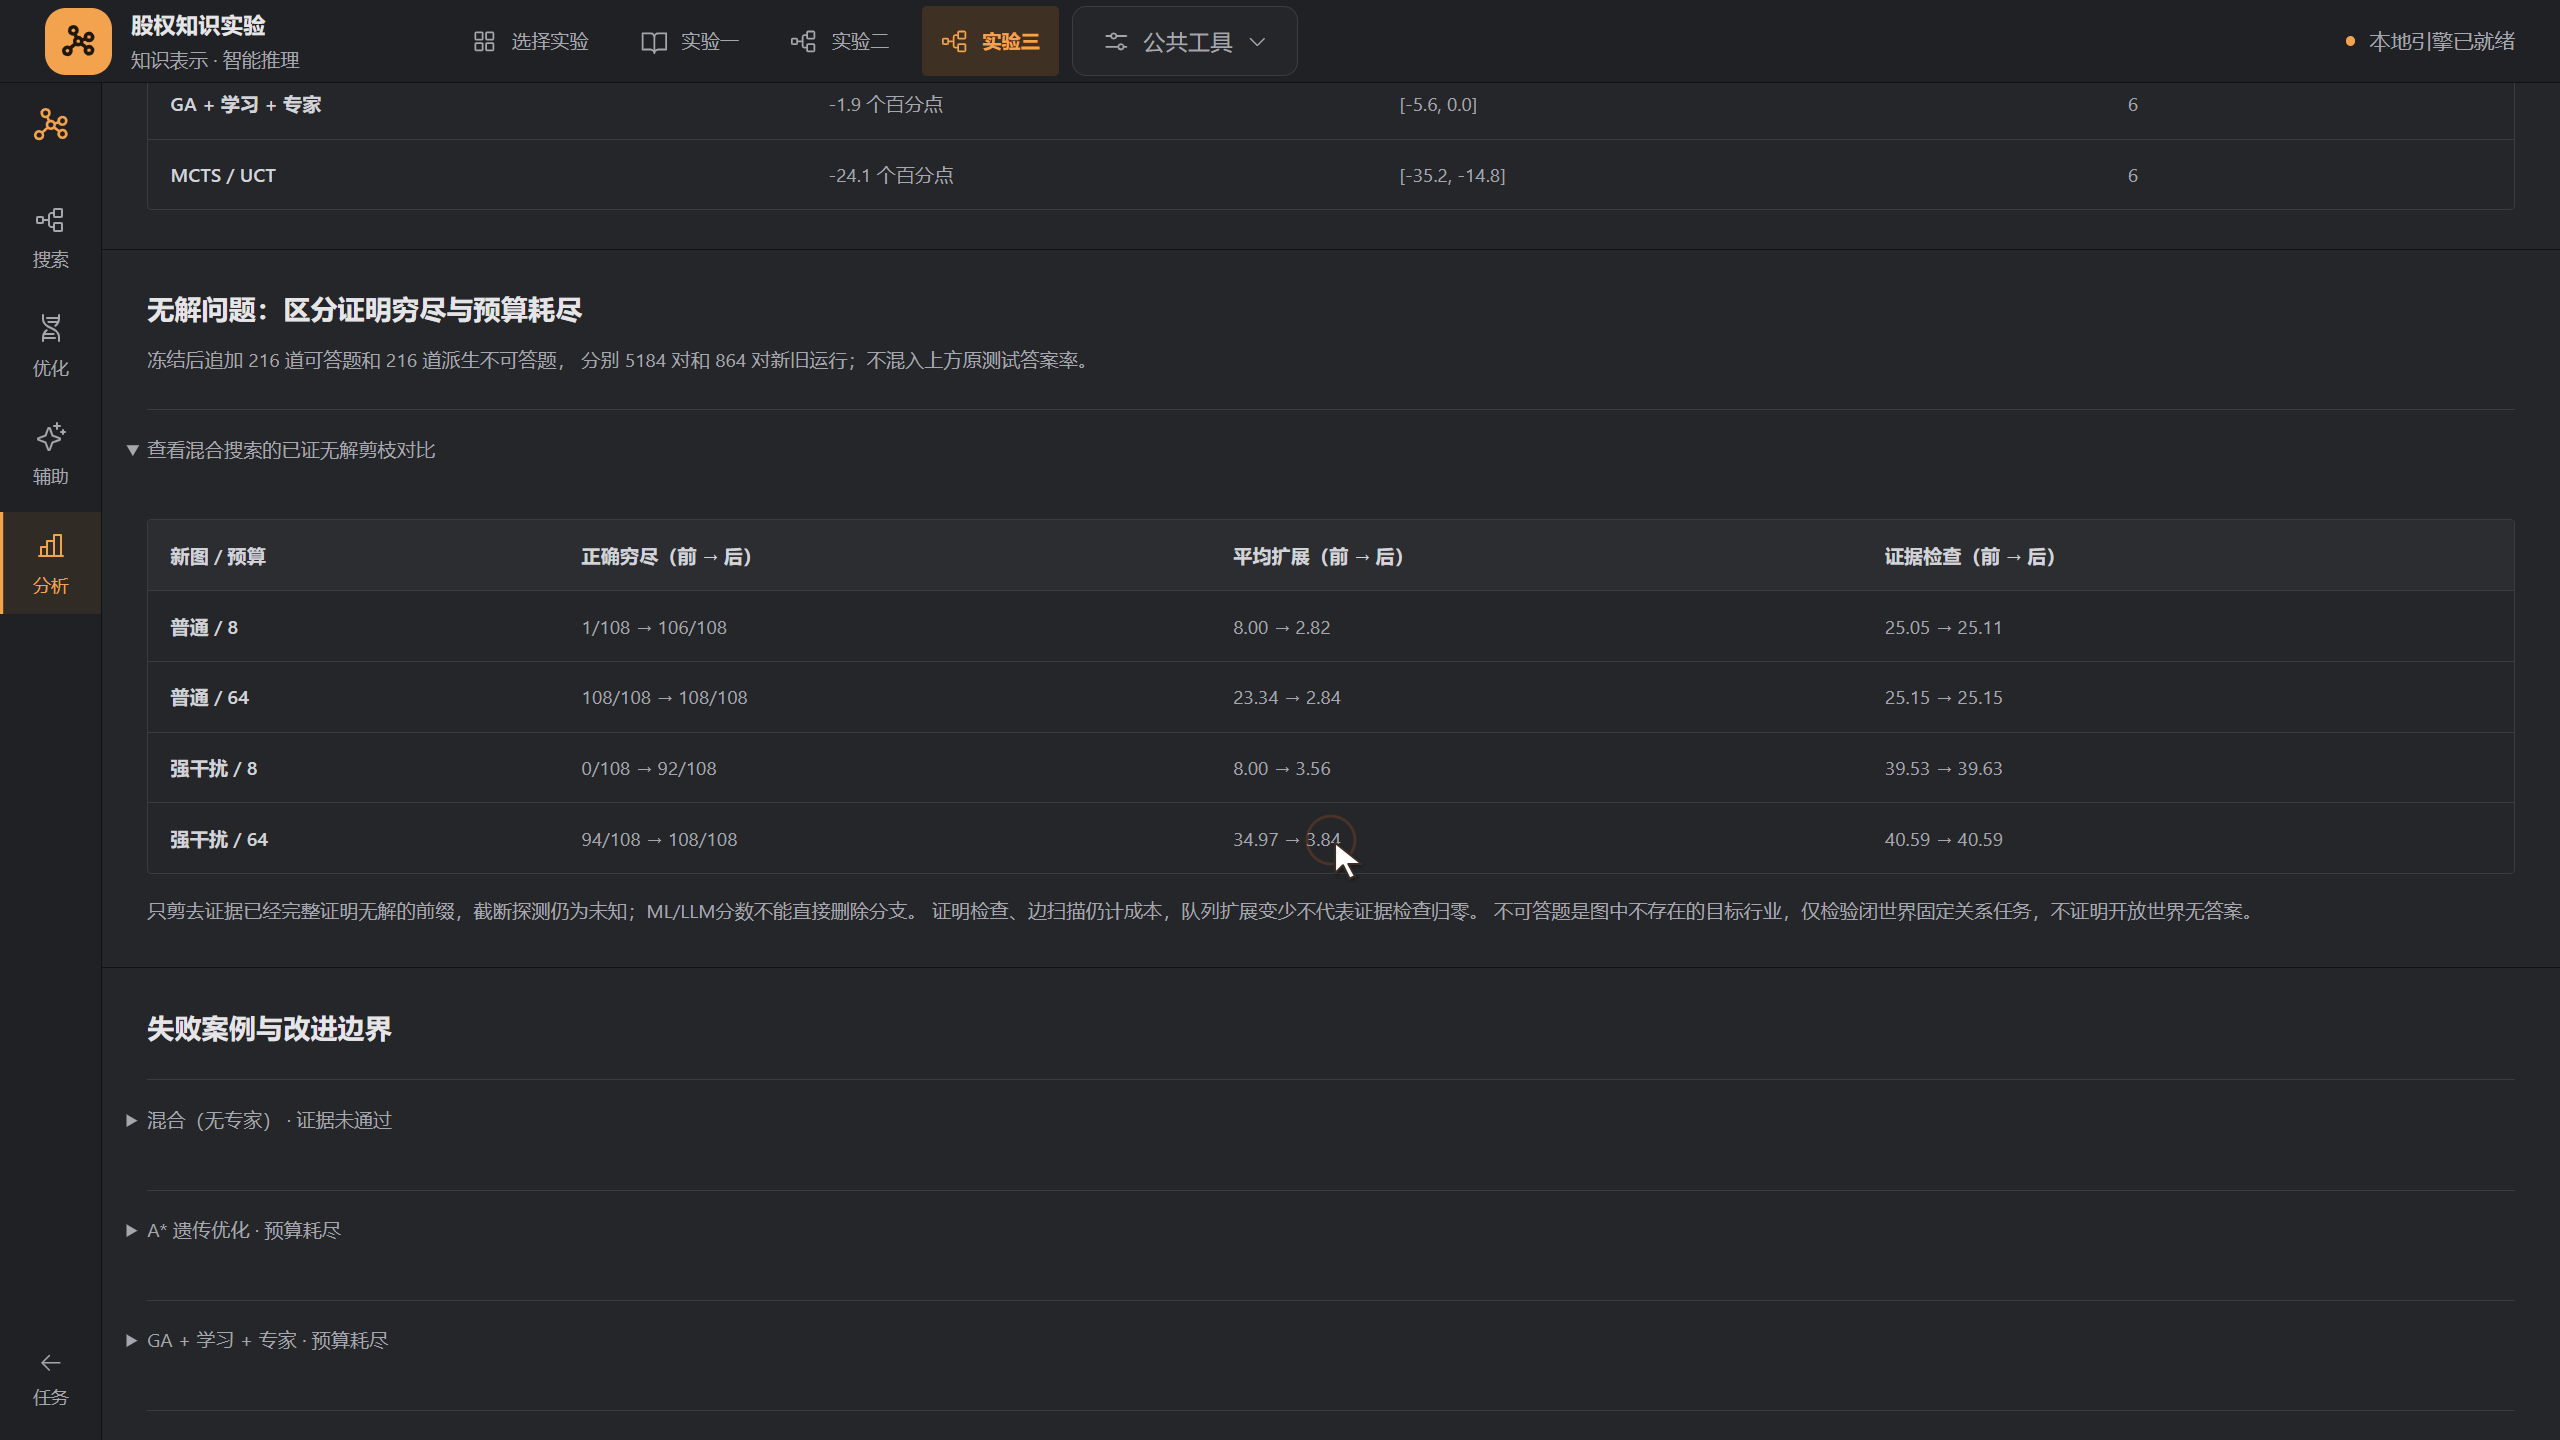 股权知识实验
知识表示 · 智能推理
选择实验
实验一
实验二
实验三
公共工具
本地引擎已就绪
搜索
优化
辅助
分析
任务
GA + 学习 + 专家 -1.9 个百分点 [-5.6, 0.0] 6
MCTS / UCT -24.1 个百分点 [-35.2, -14.8] 6
无解问题：区分证明穷尽与预算耗尽
冻结后追加 216 道可答题和 216 道派生不可答题， 分别 5184 对和 864 对新旧运行；不混入上方原测试答案率。
查看混合搜索的已证无解剪枝对比
新图 / 预算 正确穷尽（前 → 后） 平均扩展（前 → 后） 证据检查（前 → 后）
普通 / 8 1/108 → 106/108 8.00 → 2.82 25.05 → 25.11
普通 / 64 108/108 → 108/108 23.34 → 2.84 25.15 → 25.15
强干扰 / 8 0/108 → 92/108 8.00 → 3.56 39.53 → 39.63
强干扰 / 64 94/108 → 108/108 34.97 → 3.84 40.59 → 40.59
只剪去证据已经完整证明无解的前缀，截断探测仍为未知；ML/LLM分数不能直接删除分支。 证明检查、边扫描仍计成本，队列扩展变少不代表证据检查归零。 不可答题是图中不存在的目标行业，仅检验闭世界固定关系任务，不证明开放世界无答案。
失败案例与改进边界
混合（无专家） · 证据未通过
A* 遗传优化 · 预算耗尽
GA + 学习 + 专家 · 预算耗尽